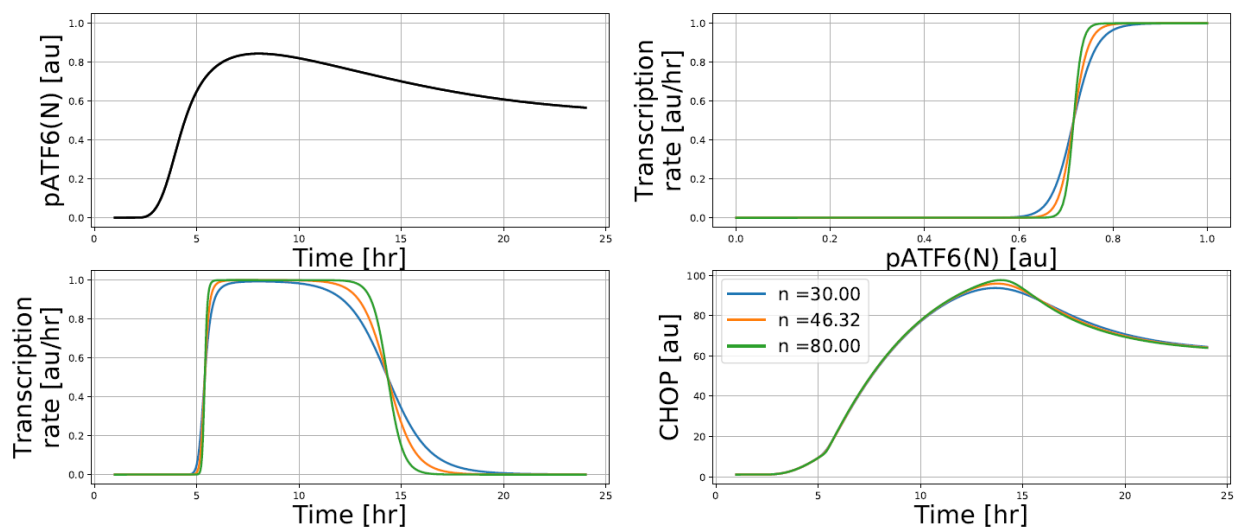 pATF6(N) [au]
1.0
0.8
0.6
0.4
0.2
0.0
0 5 10 15 20 25
Time [hr]
Transcription
rate [au/hr]
1.0
0.8
0.6
0.4
0.2
0.0
0.0 0.2 0.4 0.6 0.8 1.0
pATF6(N) [au]
Transcription
rate [au/hr]
1.0
0.8
0.6
0.4
0.2
0.0
0 5 10 15 20 25
Time [hr]
CHOP [au]
100
80
60
40
20
0
n =30.00
n =46.32
n =80.00
0 5 10 15 20 25
Time [hr]